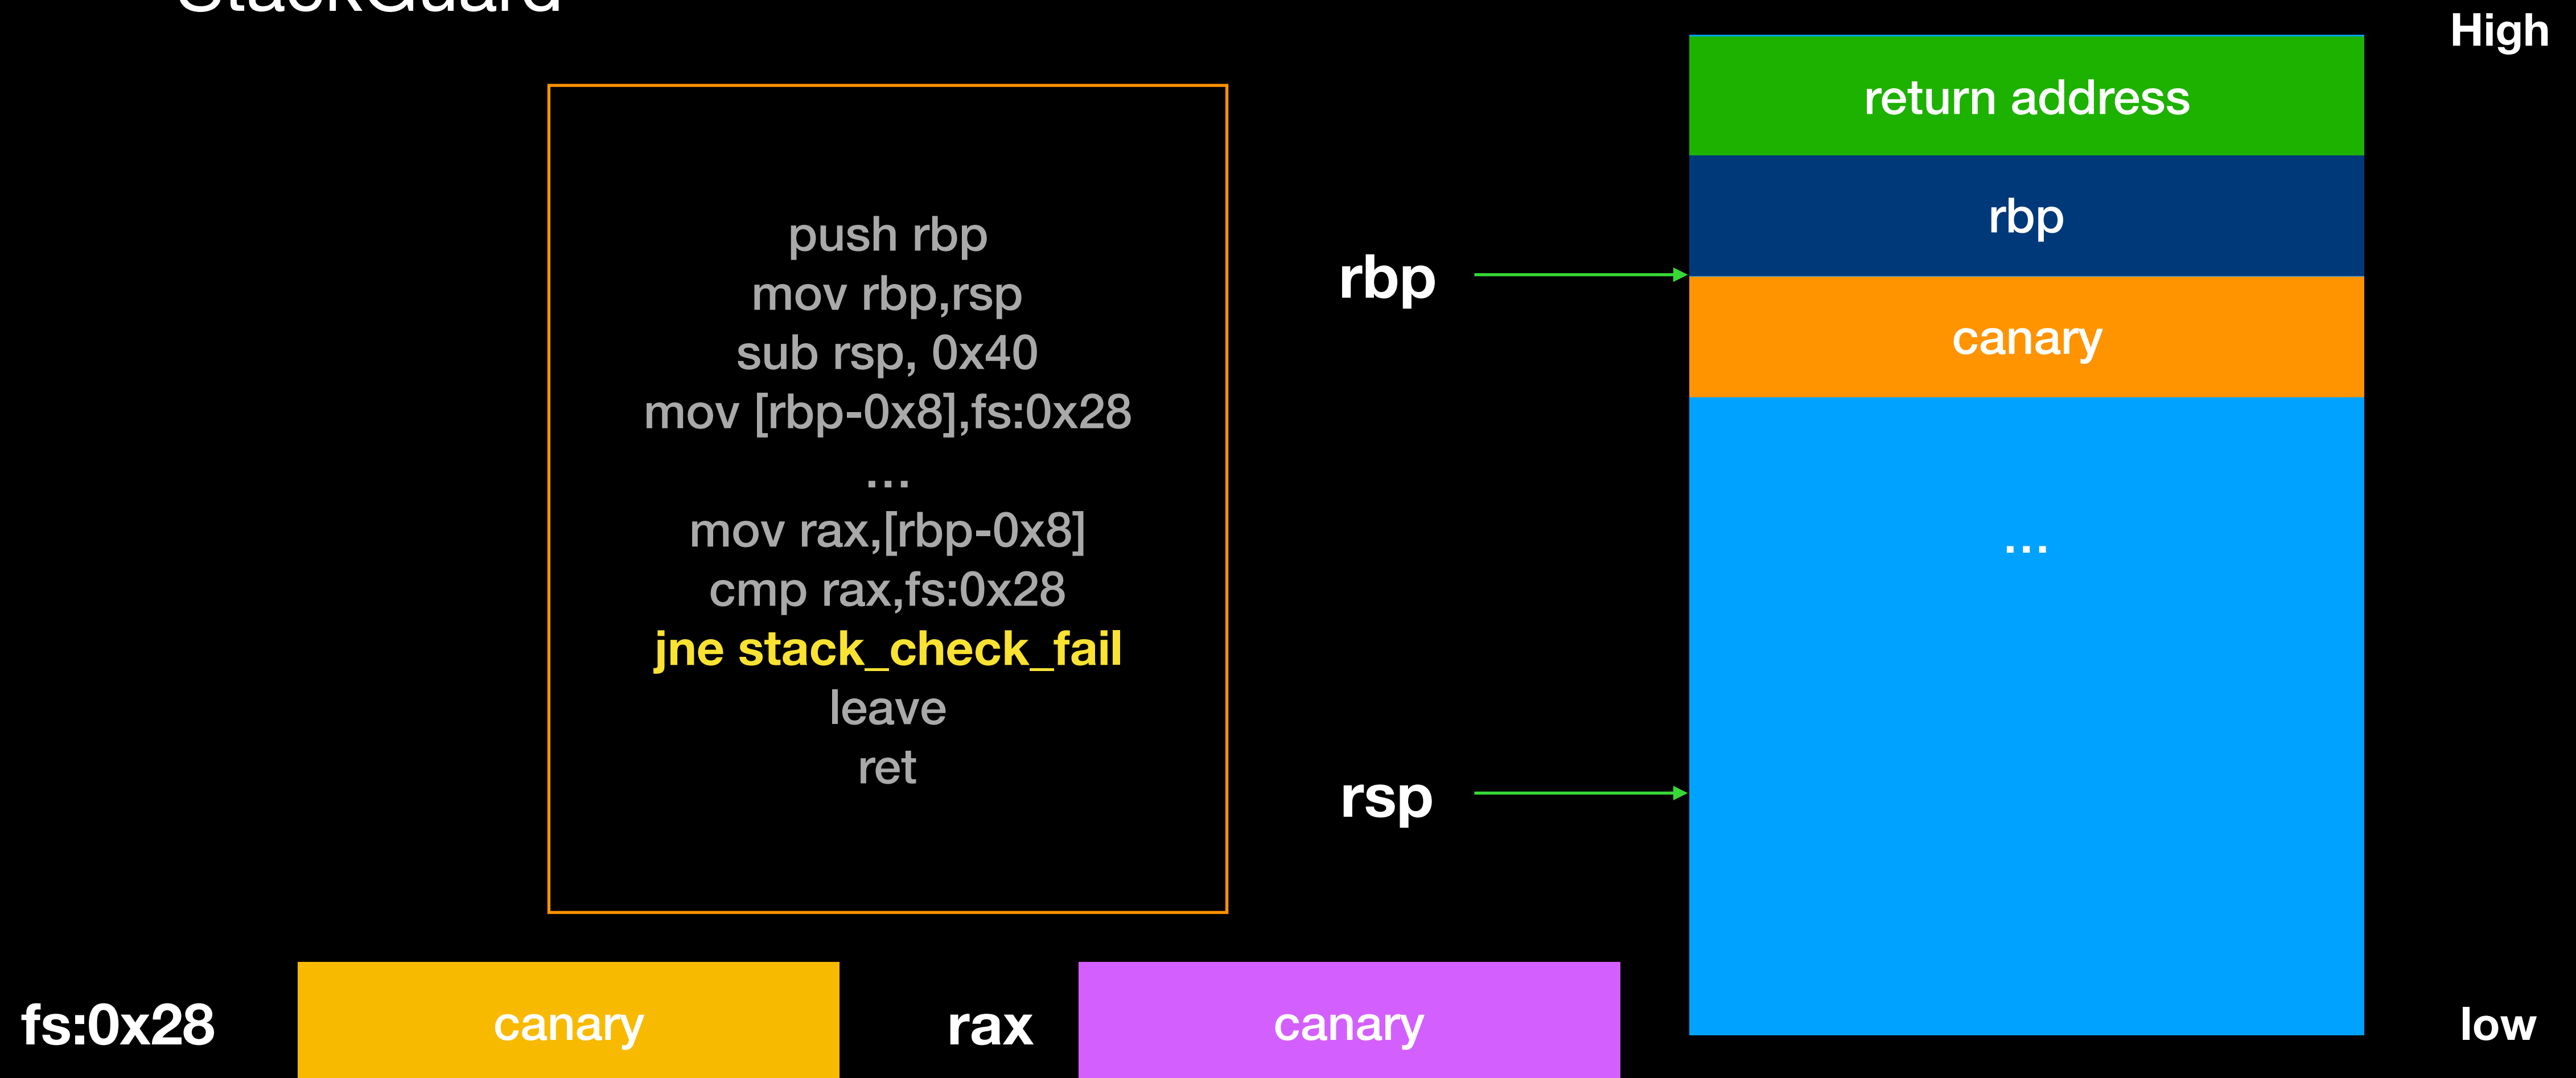 StackGuard
push rbp
mov rbp,rsp
sub rsp, 0x40
mov [rbp-0x8],fs:0x28
...
mov rax,[rbp-0x8]
cmp rax,fs:0x28
jne stack_check_fail
leave
ret
rbp
rsp
High
return address
rbp
canary
...
low
fs:0x28
canary
rax
canary